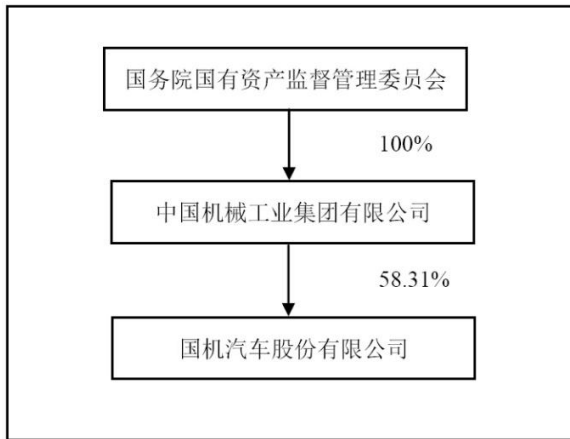 国务院国有资产监督管理委员会
100%
中国机械工业集团有限公司
58.31%
国机汽车股份有限公司